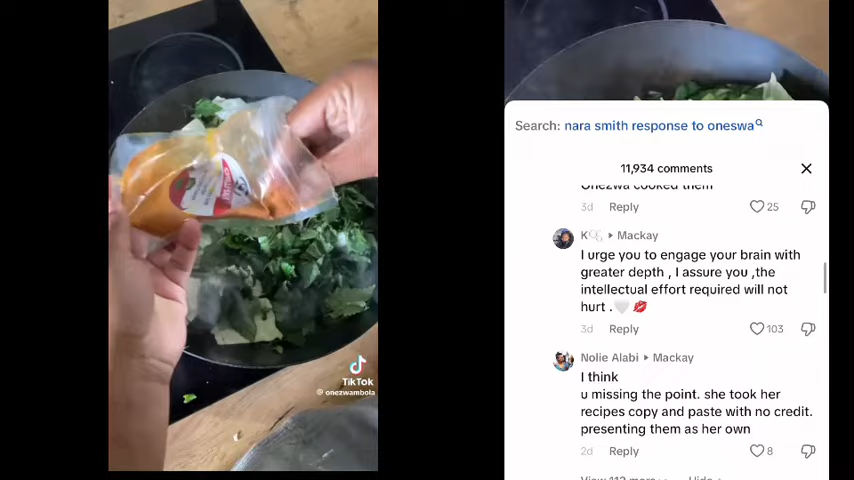 TikTok
onezwambola
Search: nara smith response to oneswa
11,934 comments
Onezwa cooked them
3d Reply 25
Mackay
I urge you to engage your brain with
greater depth , I assure you ,the
intellectual effort required will not
hurt .🤍💋
3d Reply 103
Nolie Alabi ▸ Mackay
I think
u missing the point. she took her
recipes copy and paste with no credit.
presenting them as her own
2d Reply 8